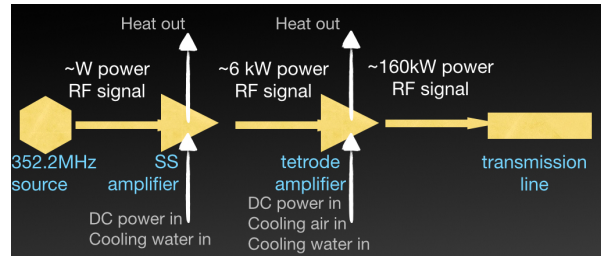 Heat out
Heat out
~W power
RF signal
~6 kW power
RF signal
~160kW power
RF signal
352.2MHz
source
SS
amplifier
tetrode
amplifier
transmission
line
DC power in
Cooling water in
DC power in
Cooling air in
Cooling water in